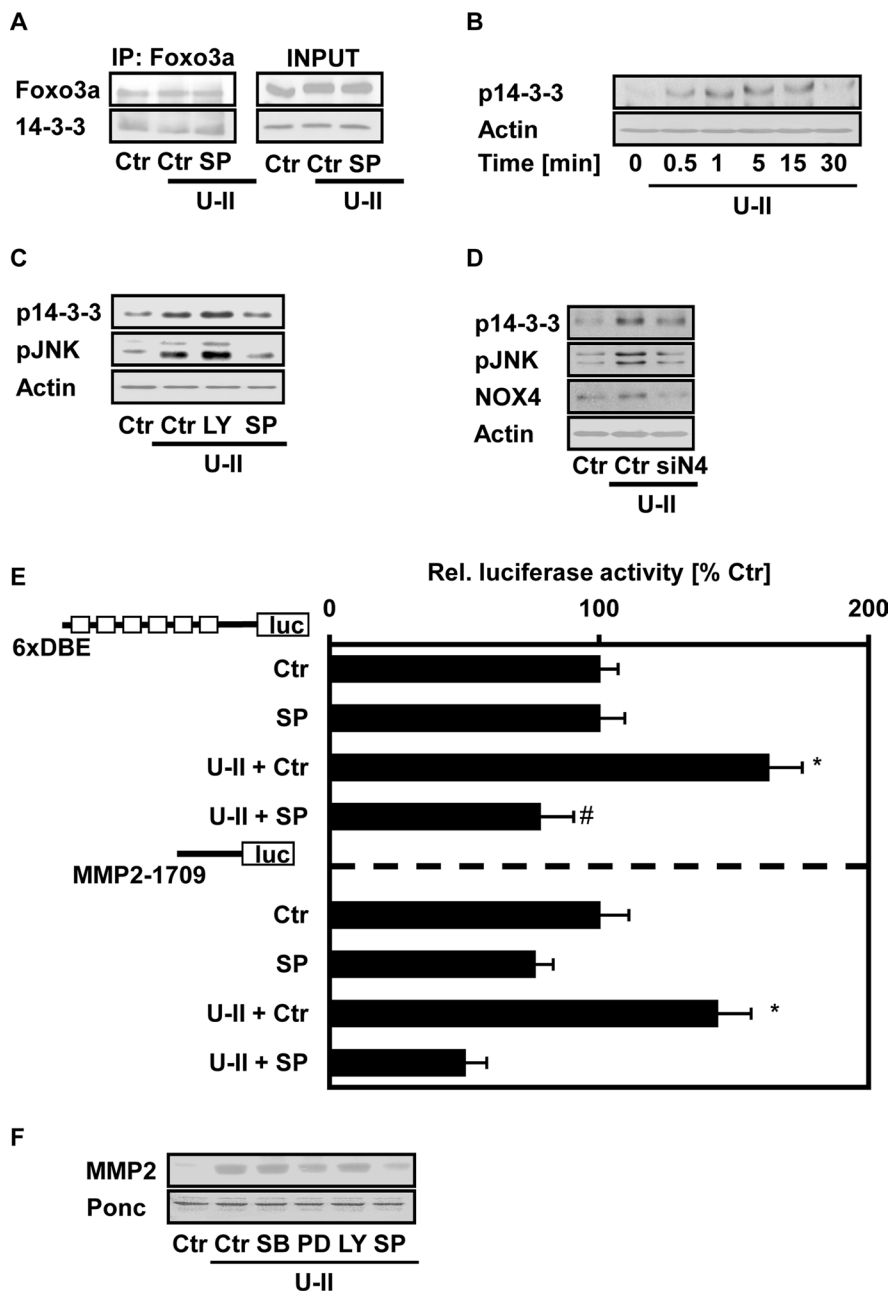 A
IP: Foxo3a INPUT
Foxo3a
14-3-3
Ctr Ctr SP Ctr Ctr SP
U-II U-II
B
p14-3-3
Actin
Time [min] 0 0.5 1 5 15 30
U-II
C
p14-3-3
pJNK
Actin
Ctr Ctr LY SP
U-II
D
p14-3-3
pJNK
NOX4
Actin
Ctr Ctr siN4
U-II
E
Rel. luciferase activity [% Ctr]
0 100 200
luc
6xDBE
Ctr
SP
U-II + Ctr *
U-II + SP #
luc
MMP2-1709
Ctr
SP
U-II + Ctr *
U-II + SP
F
MMP2
Ponc
Ctr Ctr SB PD LY SP
U-II